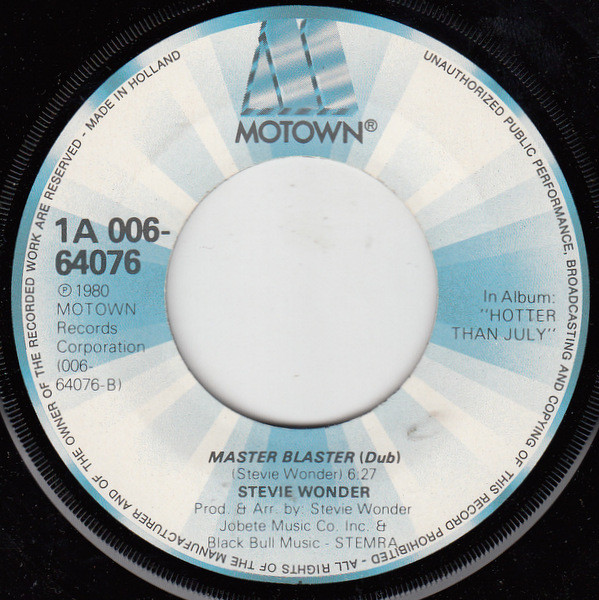 MOTOWN®
1A 006-
64076
℗ 1980
MOTOWN
Records
Corporation
(006-
64076-B)
In Album:
"HOTTER
THAN JULY"
MASTER BLASTER (Dub)
(Stevie Wonder) 6:27
STEVIE WONDER
Prod. & Arr. by: Stevie Wonder
Jobete Music Co. Inc. &
Black Bull Music - STEMRA
UNAUTHORIZED PUBLIC PERFORMANCE, BROADCASTING AND COPYING OF THIS RECORD PROHIBITED - ALL RIGHTS OF THE MANUFACTURER AND OF THE OWNER OF THE RECORDED WORK ARE RESERVED - MADE IN HOLLAND